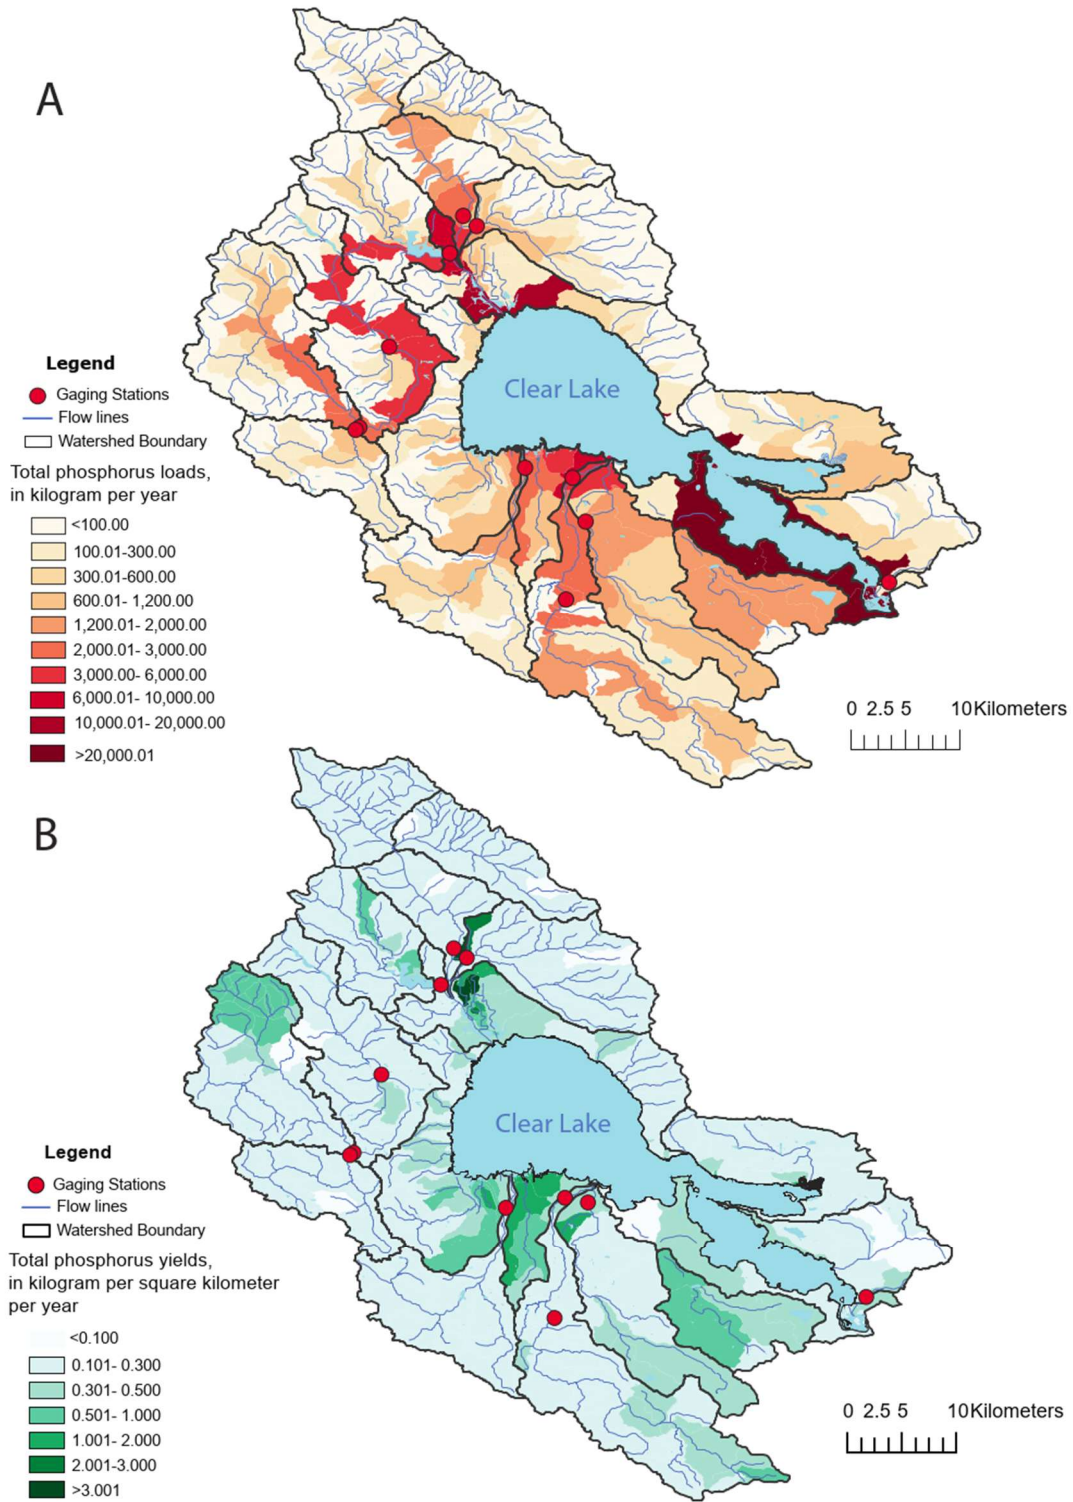 A
Clear Lake
Legend
Gaging Stations
Flow lines
Watershed Boundary
Total phosphorus loads,
in kilogram per year
<100.00
100.01-300.00
300.01-600.00
600.01- 1,200.00
1,200.01- 2,000.00
2,000.01- 3,000.00
3,000.00- 6,000.00
6,000.01- 10,000.00
10,000.01- 20,000.00
>20,000.01
0 2.5 5 10Kilometers
B
Clear Lake
Legend
Gaging Stations
Flow lines
Watershed Boundary
Total phosphorus yields,
in kilogram per square kilometer
per year
<0.100
0.101- 0.300
0.301- 0.500
0.501- 1.000
1.001- 2.000
2.001-3.000
>3.001
0 2.5 5 10Kilometers